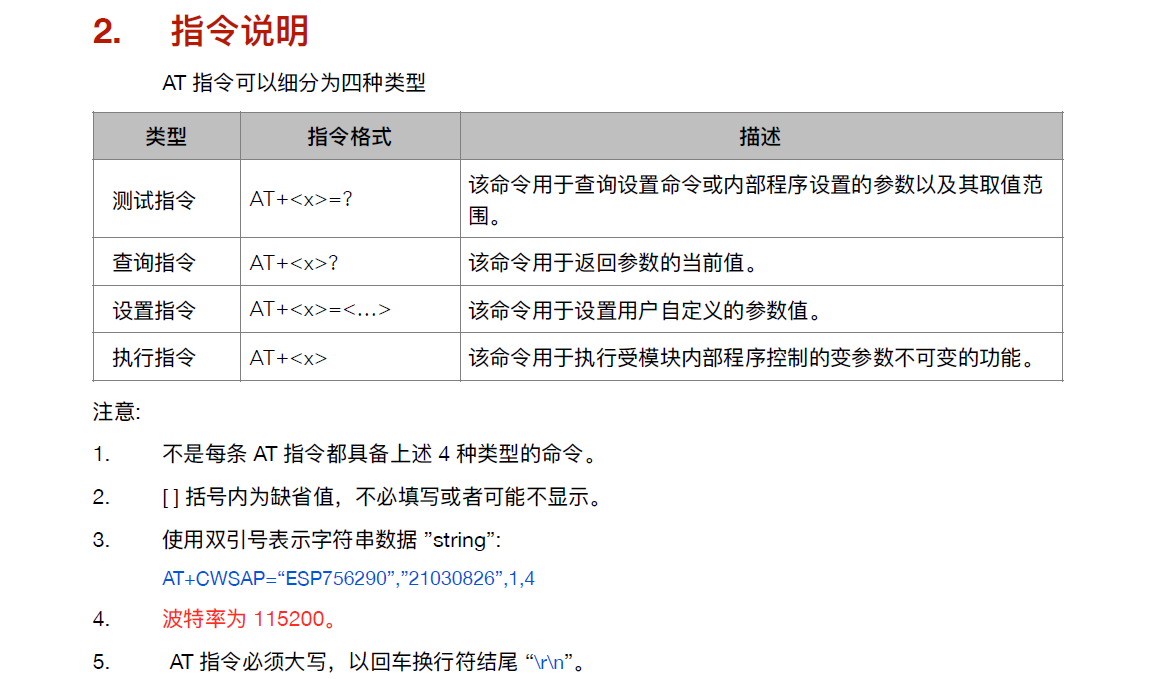 2. 指令说明
AT 指令可以细分为四种类型
类型 指令格式 描述
测试指令 AT+<x>=? 该命令用于查询设置命令或内部程序设置的参数以及其取值范
围。
查询指令 AT+<x>? 该命令用于返回参数的当前值。
设置指令 AT+<x>=<...> 该命令用于设置用户自定义的参数值。
执行指令 AT+<x> 该命令用于执行受模块内部程序控制的变参数不可变的功能。
注意:
1. 不是每条 AT 指令都具备上述 4 种类型的命令。
2. [ ] 括号内为缺省值，不必填写或者可能不显示。
3. 使用双引号表示字符串数据 ”string”:
AT+CWSAP=“ESP756290”,”21030826”,1,4
4. 波特率为 115200。
5. AT 指令必须大写，以回车换行符结尾 “\r\n”。